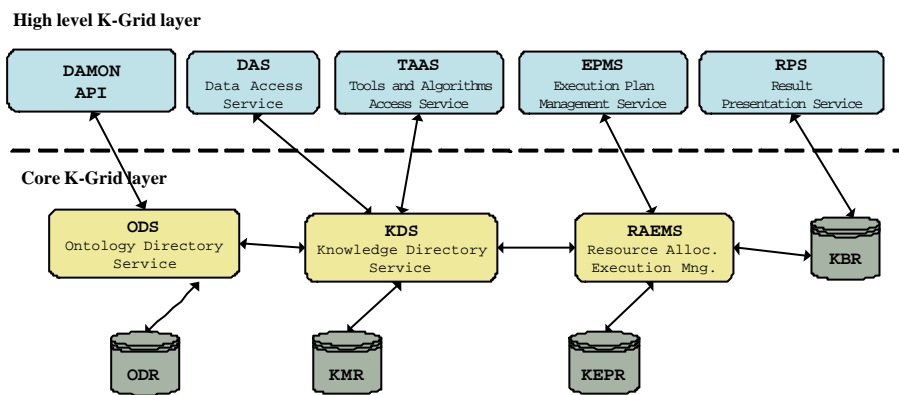 High level K-Grid layer
DAMON
API
DAS
Data Access
Service
TAAS
Tools and Algorithms
Access Service
EPMS
Execution Plan
Management Service
RPS
Result
Presentation Service
Core K-Grid layer
ODS
Ontology Directory
Service
KDS
Knowledge Directory
Service
RAEMS
Resource Alloc.
Execution Mng.
KBR
ODR
KMR
KEPR